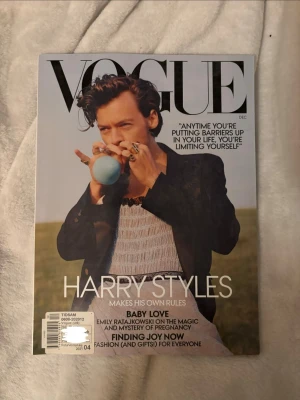 VOGUE
DEC
"ANYTIME YOU'RE
PUTTING BARRIERS UP
IN YOUR LIFE, YOU'RE
LIMITING YOURSELF"
HARRY STYLES
MAKES HIS OWN RULES
BABY LOVE
EMILY RATAJKOWSKI ON THE MAGIC
AND MYSTERY OF PREGNANCY
FINDING JOY NOW
FASHION (AND GIFTS!) FOR EVERYONE
04